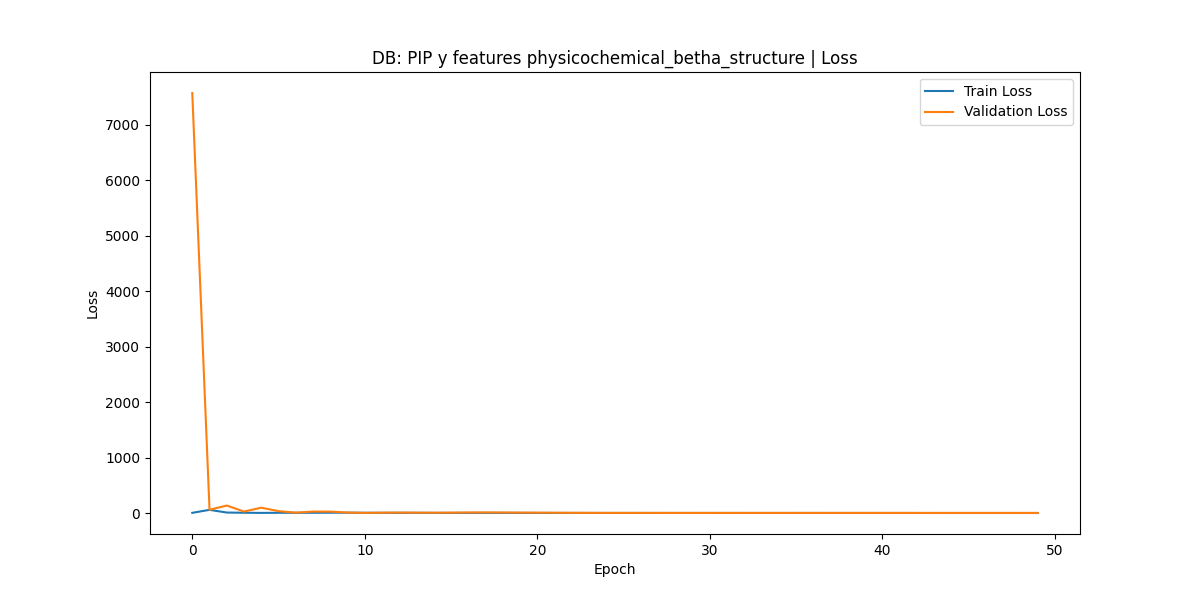 DB: PIP y features physicochemical_betha_structure | Loss
Train Loss
Validation Loss
7000
6000
5000
4000
3000
2000
1000
0
Loss
0 10 20 30 40 50
Epoch